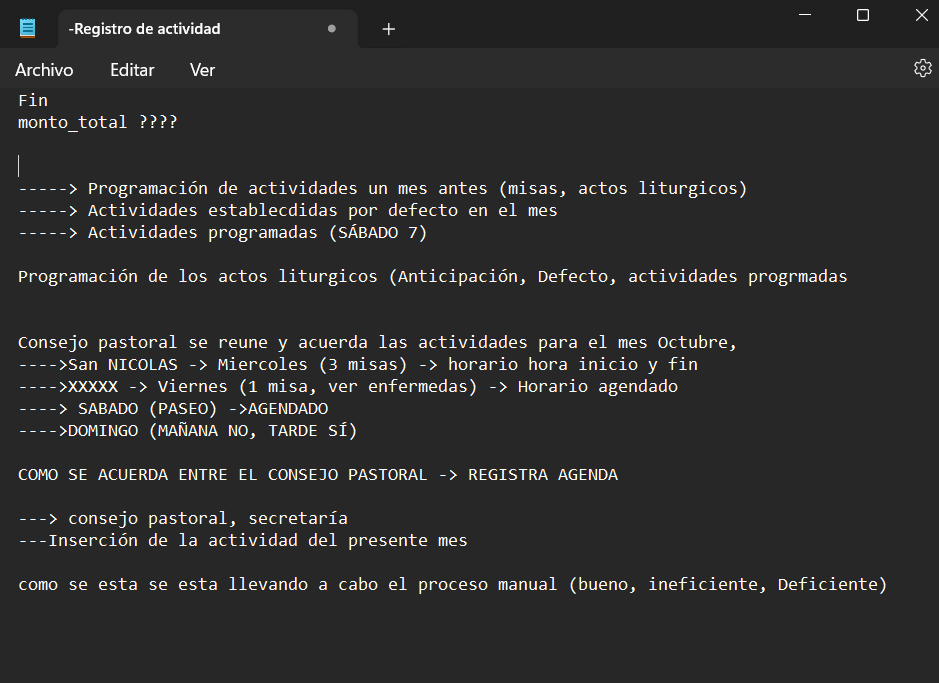 -Registro de actividad
Archivo Editar Ver
Fin
monto_total ????
-----> Programación de actividades un mes antes (misas, actos liturgicos)
-----> Actividades establecdidas por defecto en el mes
-----> Actividades programadas (SÁBADO 7)
Programación de los actos liturgicos (Anticipación, Defecto, actividades progrmadas
Consejo pastoral se reune y acuerda las actividades para el mes Octubre,
---->San NICOLAS -> Miercoles (3 misas) -> horario hora inicio y fin
---->XXXXX -> Viernes (1 misa, ver enfermedas) -> Horario agendado
----> SABADO (PASEO) ->AGENDADO
---->DOMINGO (MAÑANA NO, TARDE SÍ)
COMO SE ACUERDA ENTRE EL CONSEJO PASTORAL -> REGISTRA AGENDA
---> consejo pastoral, secretaría
---Inserción de la actividad del presente mes
como se esta se esta llevando a cabo el proceso manual (bueno, ineficiente, Deficiente)